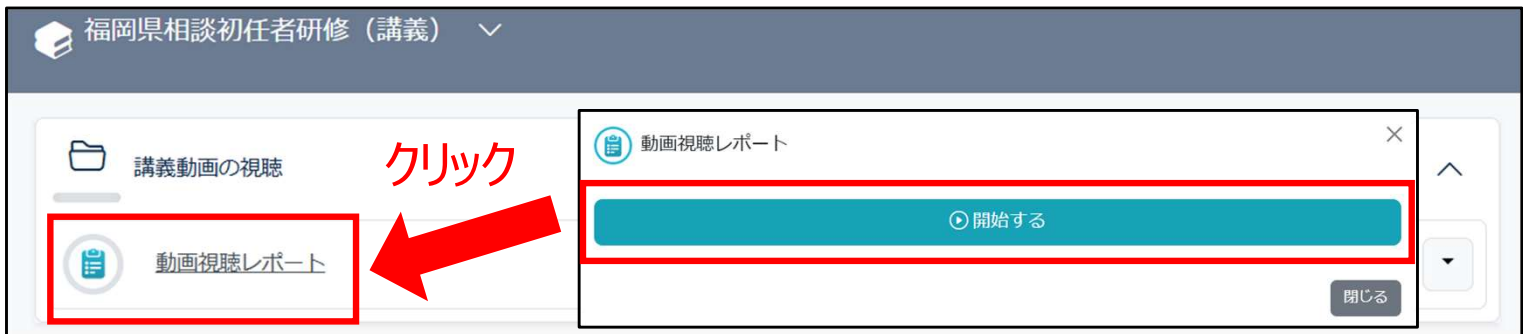 福岡県相談初任者研修（講義）
講義動画の視聴
クリック
動画視聴レポート
動画視聴レポート
開始する
閉じる